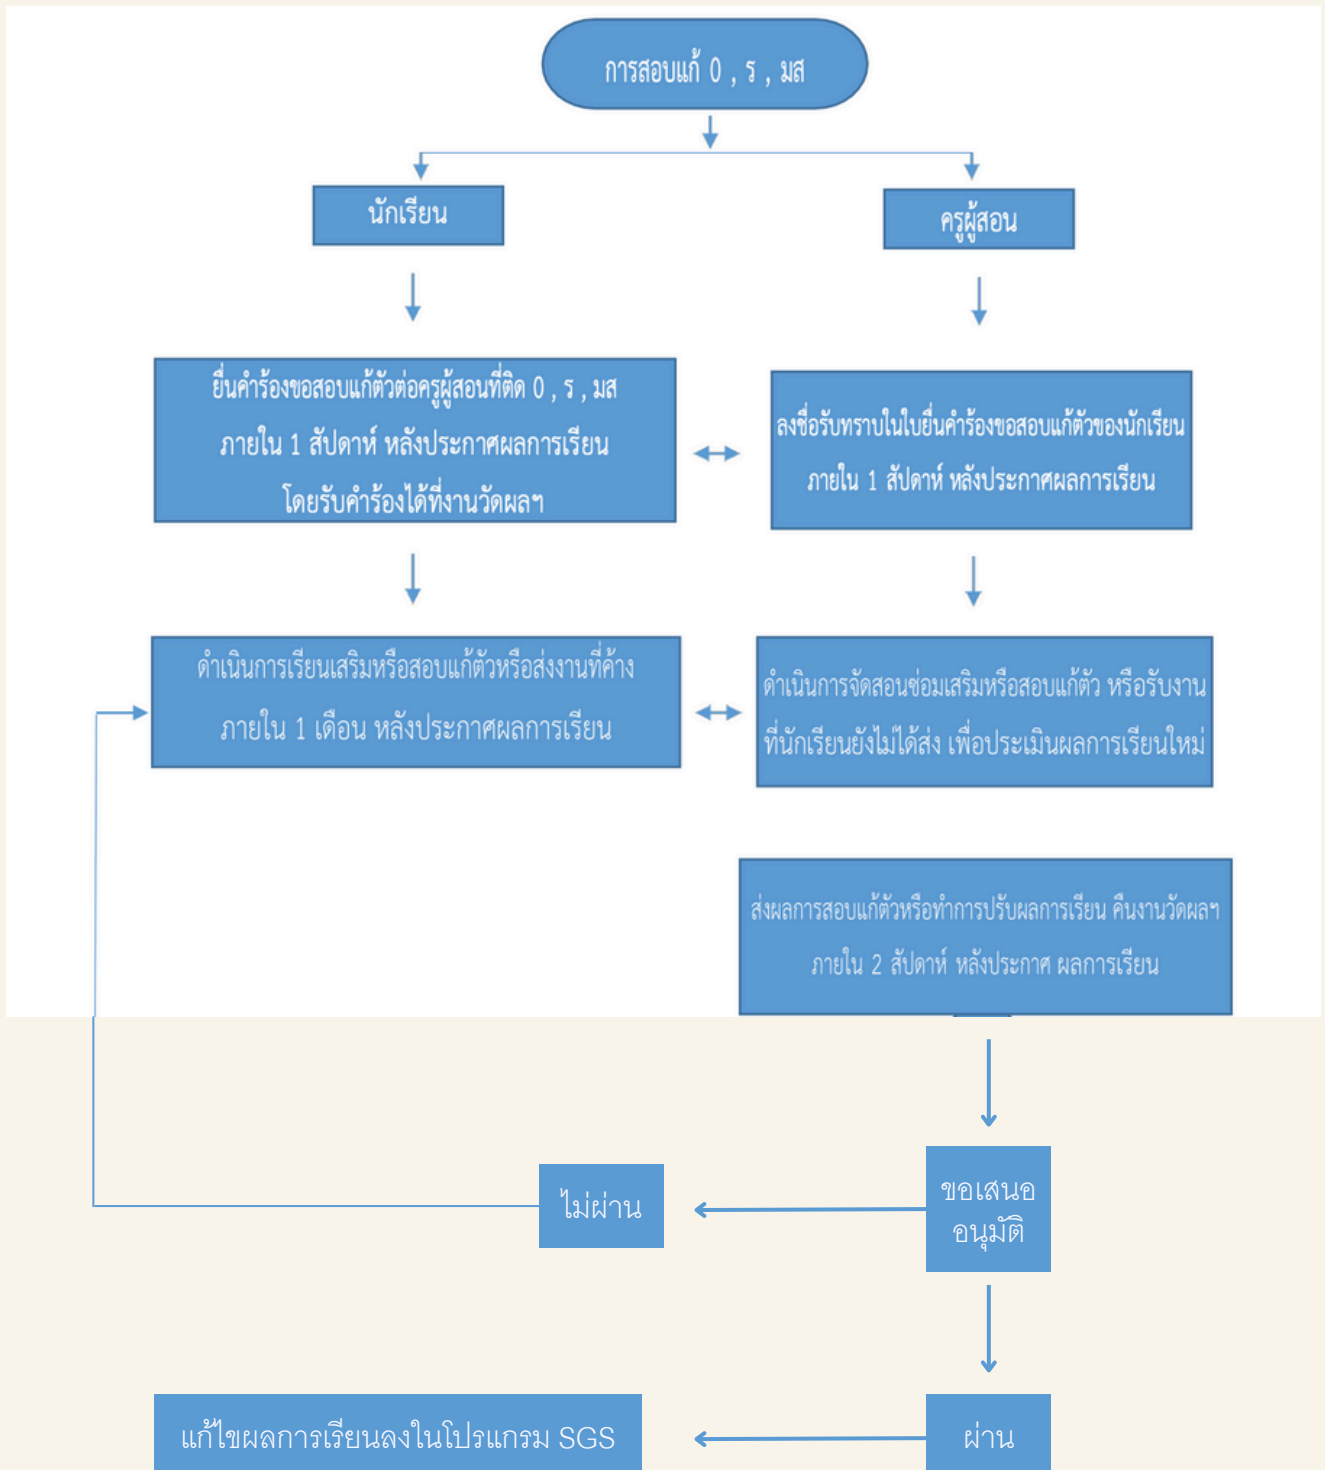 การสอบแก้ 0 , ร , มส
นักเรียน
ครูผู้สอน
ยื่นคำร้องขอสอบแก้ตัวต่อครูผู้สอนที่ติด 0 , ร , มส
ภายใน 1 สัปดาห์ หลังประกาศผลการเรียน
โดยรับคำร้องได้ที่งานวัดผลฯ
ลงชื่อรับทราบในใบยื่นคำร้องขอสอบแก้ตัวของนักเรียน
ภายใน 1 สัปดาห์ หลังประกาศผลการเรียน
ดำเนินการเรียนเสริมหรือสอบแก้ตัวหรือส่งงานที่ค้าง
ภายใน 1 เดือน หลังประกาศผลการเรียน
ดำเนินการจัดสอนซ่อมเสริมหรือสอบแก้ตัว หรือรับงาน
ที่นักเรียนยังไม่ได้ส่ง เพื่อประเมินผลการเรียนใหม่
ส่งผลการสอบแก้ตัวหรือทำการปรับผลการเรียน คืนงานวัดผลฯ
ภายใน 2 สัปดาห์ หลังประกาศ ผลการเรียน
ไม่ผ่าน
ขอเสนอ
อนุมัติ
แก้ไขผลการเรียนลงในโปรแกรม SGS
ผ่าน